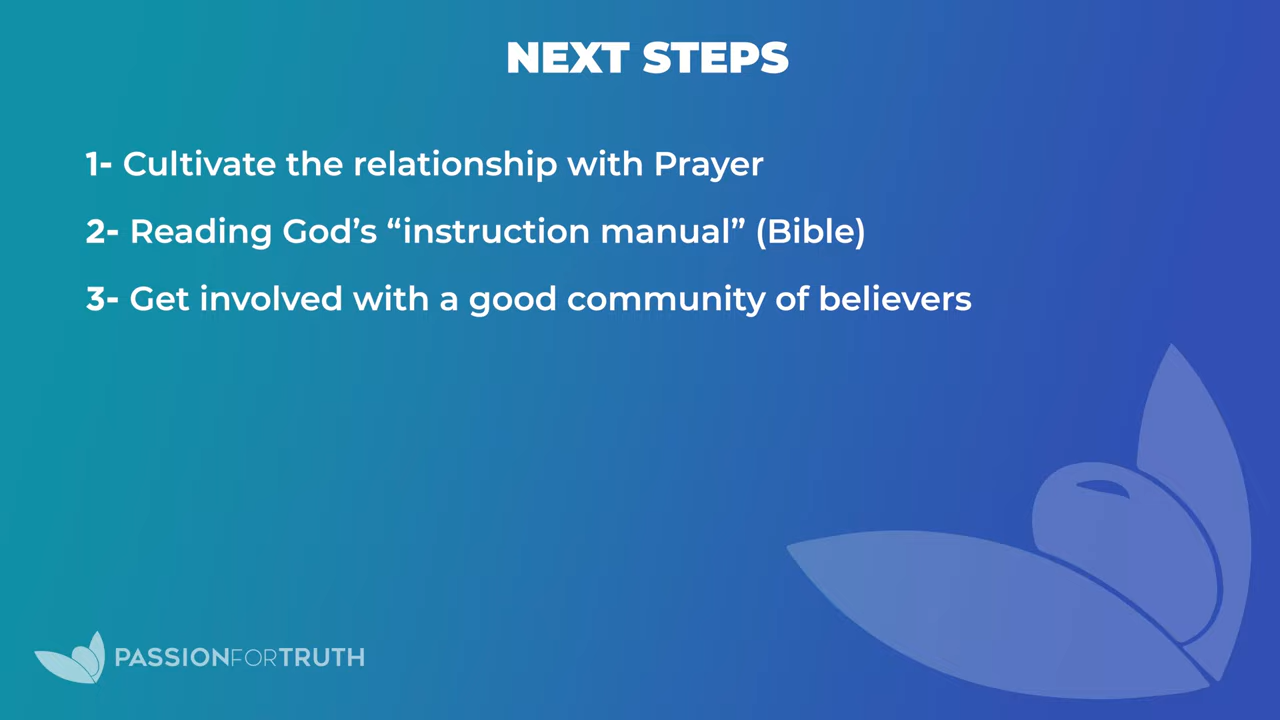 NEXT STEPS
1- Cultivate the relationship with Prayer
2- Reading God’s “instruction manual” (Bible)
3- Get involved with a good community of believers
PASSIONFORTRUTH